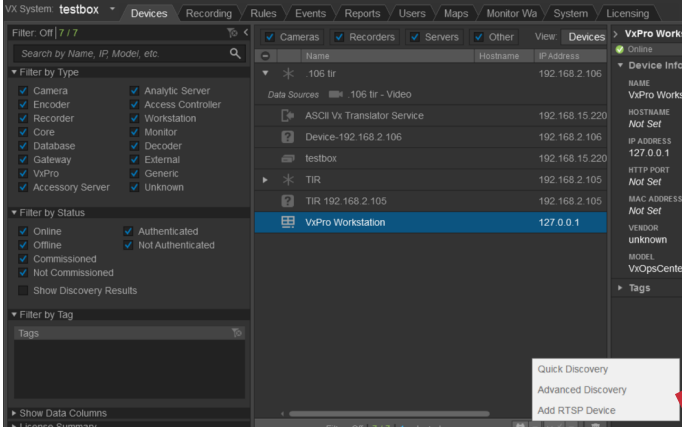 VX System: testbox Devices Recording Rules Events Reports Users Maps Monitor Wa System Licensing
Filter: Off 7 / 7
Search by Name, IP, Model, etc.
Filter by Type
Camera Analytic Server
Encoder Access Controller
Recorder Workstation
Core Monitor
Database Decoder
Gateway External
VxPro Generic
Accessory Server Unknown
Filter by Status
Online Authenticated
Offline Not Authenticated
Commissioned
Not Commissioned
Show Discovery Results
Filter by Tag
Tags
Show Data Columns
License Summary
Cameras Recorders Servers Other View: Devices
Name Hostname IP Address
.106 tir 192.168.2.106
Data Sources .106 tir - Video
ASCII Vx Translator Service 192.168.15.220
Device-192.168.2.106 192.168.2.106
testbox 192.168.15.220
TIR 192.168.2.105
TIR 192.168.2.105 192.168.2.105
VxPro Workstation 127.0.0.1
Quick Discovery
Advanced Discovery
Add RTSP Device
VxPro Works
Online
Device Info
NAME
VxPro Works
HOSTNAME
Not Set
IP ADDRESS
127.0.0.1
HTTP PORT
Not Set
MAC ADDRESS
Not Set
VENDOR
unknown
MODEL
VxOpsCente
Tags